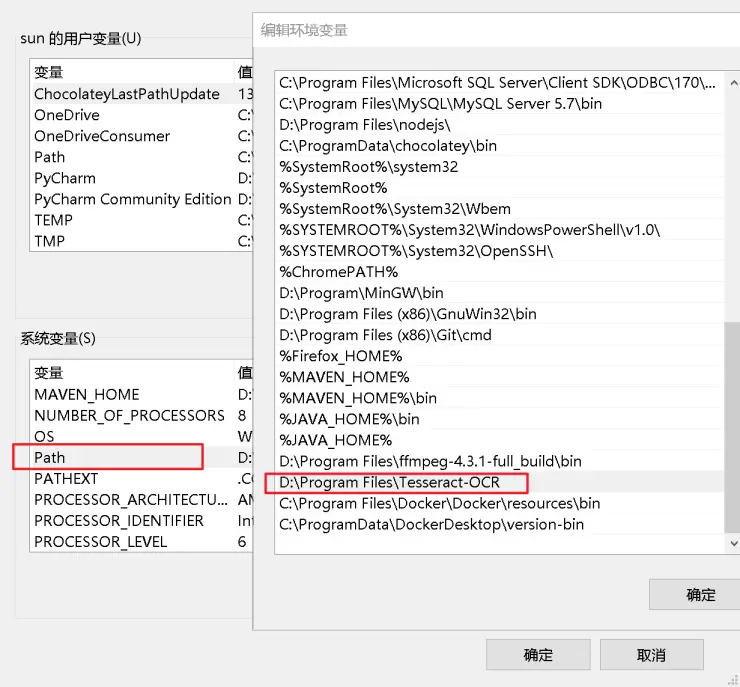 sun 的用户变量(U)
变量 值
ChocolateyLastPathUpdate 13
OneDrive C:\
OneDriveConsumer C:\
Path C:\
PyCharm D:\
PyCharm Community Edition D:\
TEMP C:\
TMP C:\
系统变量(S)
变量 值
MAVEN_HOME D:\
NUMBER_OF_PROCESSORS 8
OS W
Path D:\
PATHEXT .CO
PROCESSOR_ARCHITECTU... AM
PROCESSOR_IDENTIFIER Int
PROCESSOR_LEVEL 6
编辑环境变量
C:\Program Files\Microsoft SQL Server\Client SDK\ODBC\170\...
C:\Program Files\MySQL\MySQL Server 5.7\bin
D:\Program Files\nodejs\
C:\ProgramData\chocolatey\bin
%SystemRoot%\system32
%SystemRoot%
%SystemRoot%\System32\Wbem
%SYSTEMROOT%\System32\WindowsPowerShell\v1.0\
%SYSTEMROOT%\System32\OpenSSH\
%ChromePATH%
D:\Program\MinGW\bin
D:\Program Files (x86)\GnuWin32\bin
D:\Program Files (x86)\Git\cmd
%Firefox_HOME%
%MAVEN_HOME%
%MAVEN_HOME%\bin
%JAVA_HOME%\bin
%JAVA_HOME%
D:\Program Files\ffmpeg-4.3.1-full_build\bin
D:\Program Files\Tesseract-OCR
C:\Program Files\Docker\Docker\resources\bin
C:\ProgramData\DockerDesktop\version-bin
确定
确定 取消